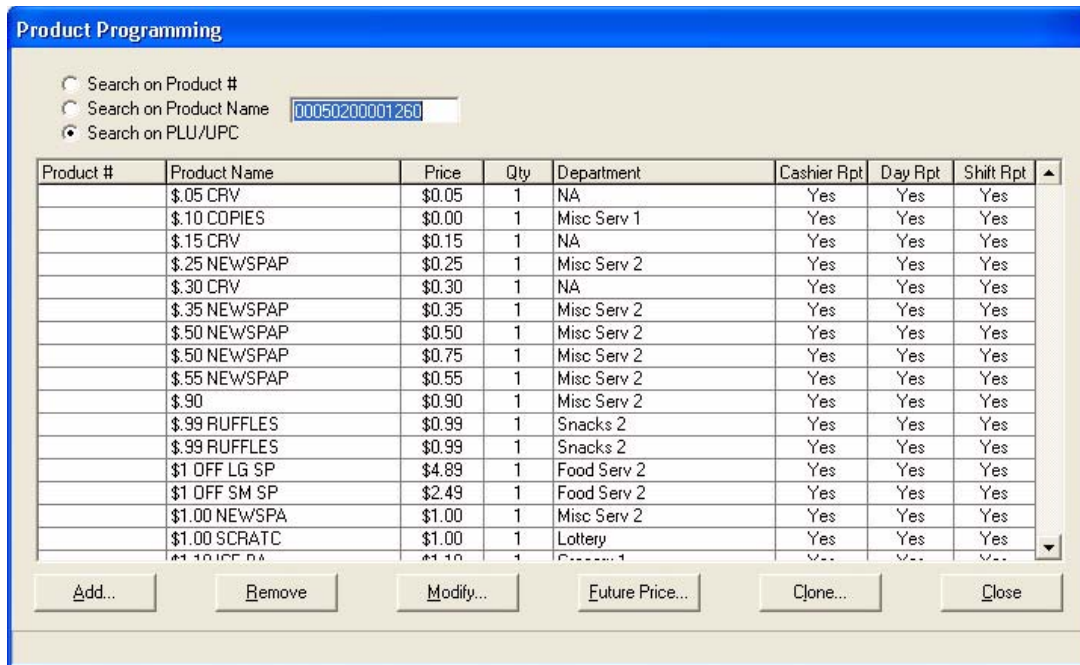 Product Programming
Search on Product #
Search on Product Name 00050200001260
Search on PLU/UPC
Product # Product Name Price Qty Department Cashier Rpt Day Rpt Shift Rpt
$.05 CRV $0.05 1 NA Yes Yes Yes
$.10 COPIES $0.00 1 Misc Serv 1 Yes Yes Yes
$.15 CRV $0.15 1 NA Yes Yes Yes
$.25 NEWSPAP $0.25 1 Misc Serv 2 Yes Yes Yes
$.30 CRV $0.30 1 NA Yes Yes Yes
$.35 NEWSPAP $0.35 1 Misc Serv 2 Yes Yes Yes
$.50 NEWSPAP $0.50 1 Misc Serv 2 Yes Yes Yes
$.50 NEWSPAP $0.75 1 Misc Serv 2 Yes Yes Yes
$.55 NEWSPAP $0.55 1 Misc Serv 2 Yes Yes Yes
$.90 $0.90 1 Misc Serv 2 Yes Yes Yes
$.99 RUFFLES $0.99 1 Snacks 2 Yes Yes Yes
$.99 RUFFLES $0.99 1 Snacks 2 Yes Yes Yes
$1 OFF LG SP $4.89 1 Food Serv 2 Yes Yes Yes
$1 OFF SM SP $2.49 1 Food Serv 2 Yes Yes Yes
$1.00 NEWSPA $1.00 1 Misc Serv 2 Yes Yes Yes
$1.00 SCRATC $1.00 1 Lottery Yes Yes Yes
Add... Remove Modify... Future Price... Clone... Close